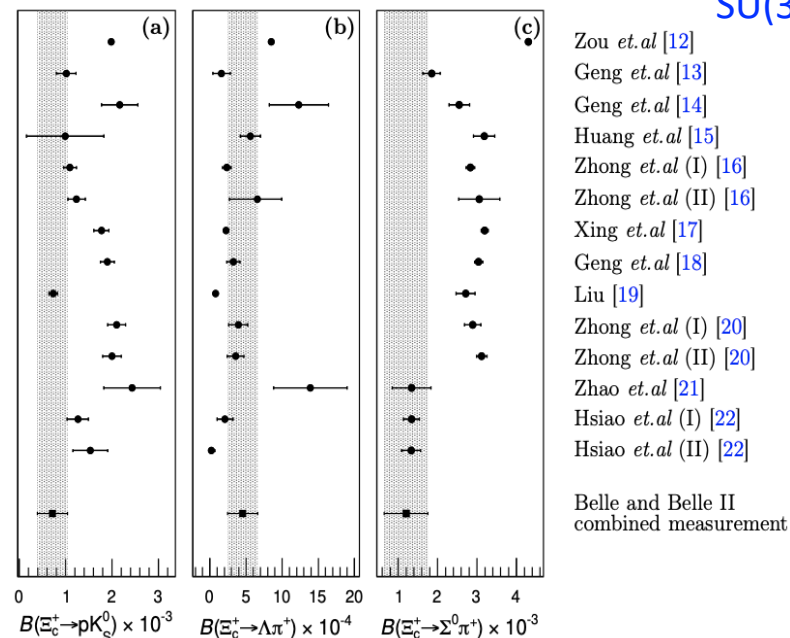 SU(3
(a)
(b)
(c)
Zou et.al [12]
Geng et.al [13]
Geng et.al [14]
Huang et.al [15]
Zhong et.al (I) [16]
Zhong et.al (II) [16]
Xing et.al [17]
Geng et.al [18]
Liu [19]
Zhong et.al (I) [20]
Zhong et.al (II) [20]
Zhao et.al [21]
Hsiao et.al (I) [22]
Hsiao et.al (II) [22]
Belle and Belle II
combined measurement
0 1 2 3
0 5 10 15 20
1 2 3 4
B(Ξc+→pKS0) × 10-3
B(Ξc+→Λπ+) × 10-4
B(Ξc+→Σ0π+) × 10-3